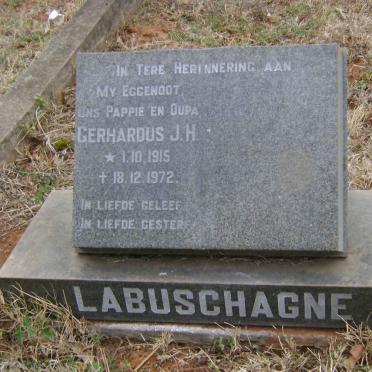 IN TERE HERINNERING AAN
MY EGGENOOT,
ONS PAPPIE EN OUPA
GERHARDUS J.H.
★ 1.10.1915
✝ 18.12.1972.
IN LIEFDE GELEEF
IN LIEFDE GESTERF
LABUSCHAGNE